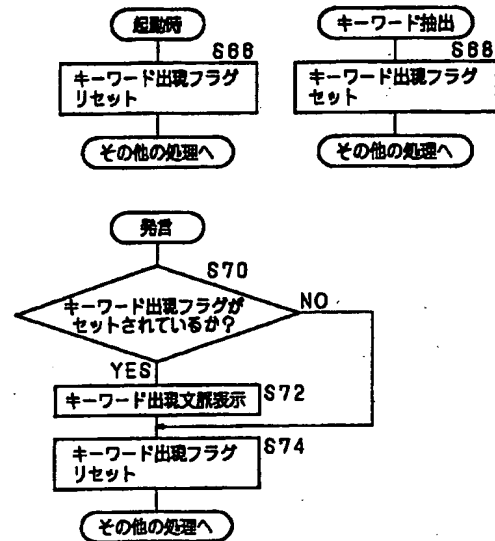 起動時
S66
キーワード出現フラグ
リセット
その他の処理へ
キーワード抽出
S68
キーワード出現フラグ
セット
その他の処理へ
発言
S70
キーワード出現フラグが
セットされているか?
NO
YES
キーワード出現文脈表示
S72
キーワード出現フラグ
リセット
S74
その他の処理へ